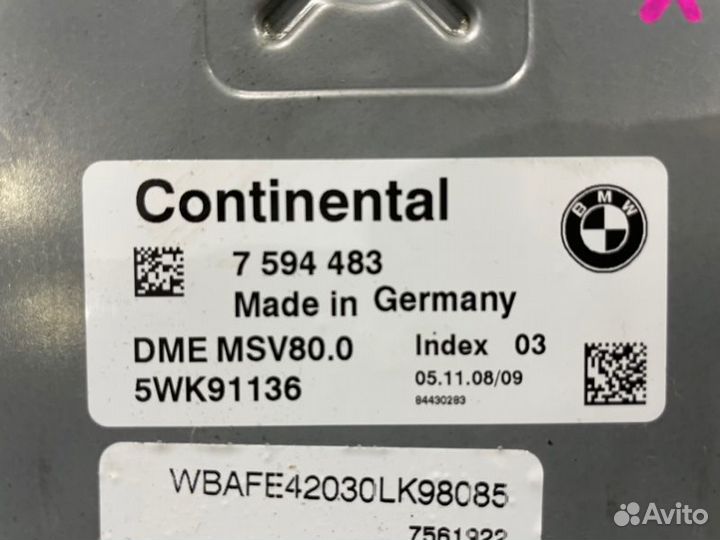 Continental
BMW
7 594 483
Made in Germany
DME MSV80.0 Index 03
5WK91136 05.11.08/09
84430283
WBAFE42030LK98085
7561922
Avito